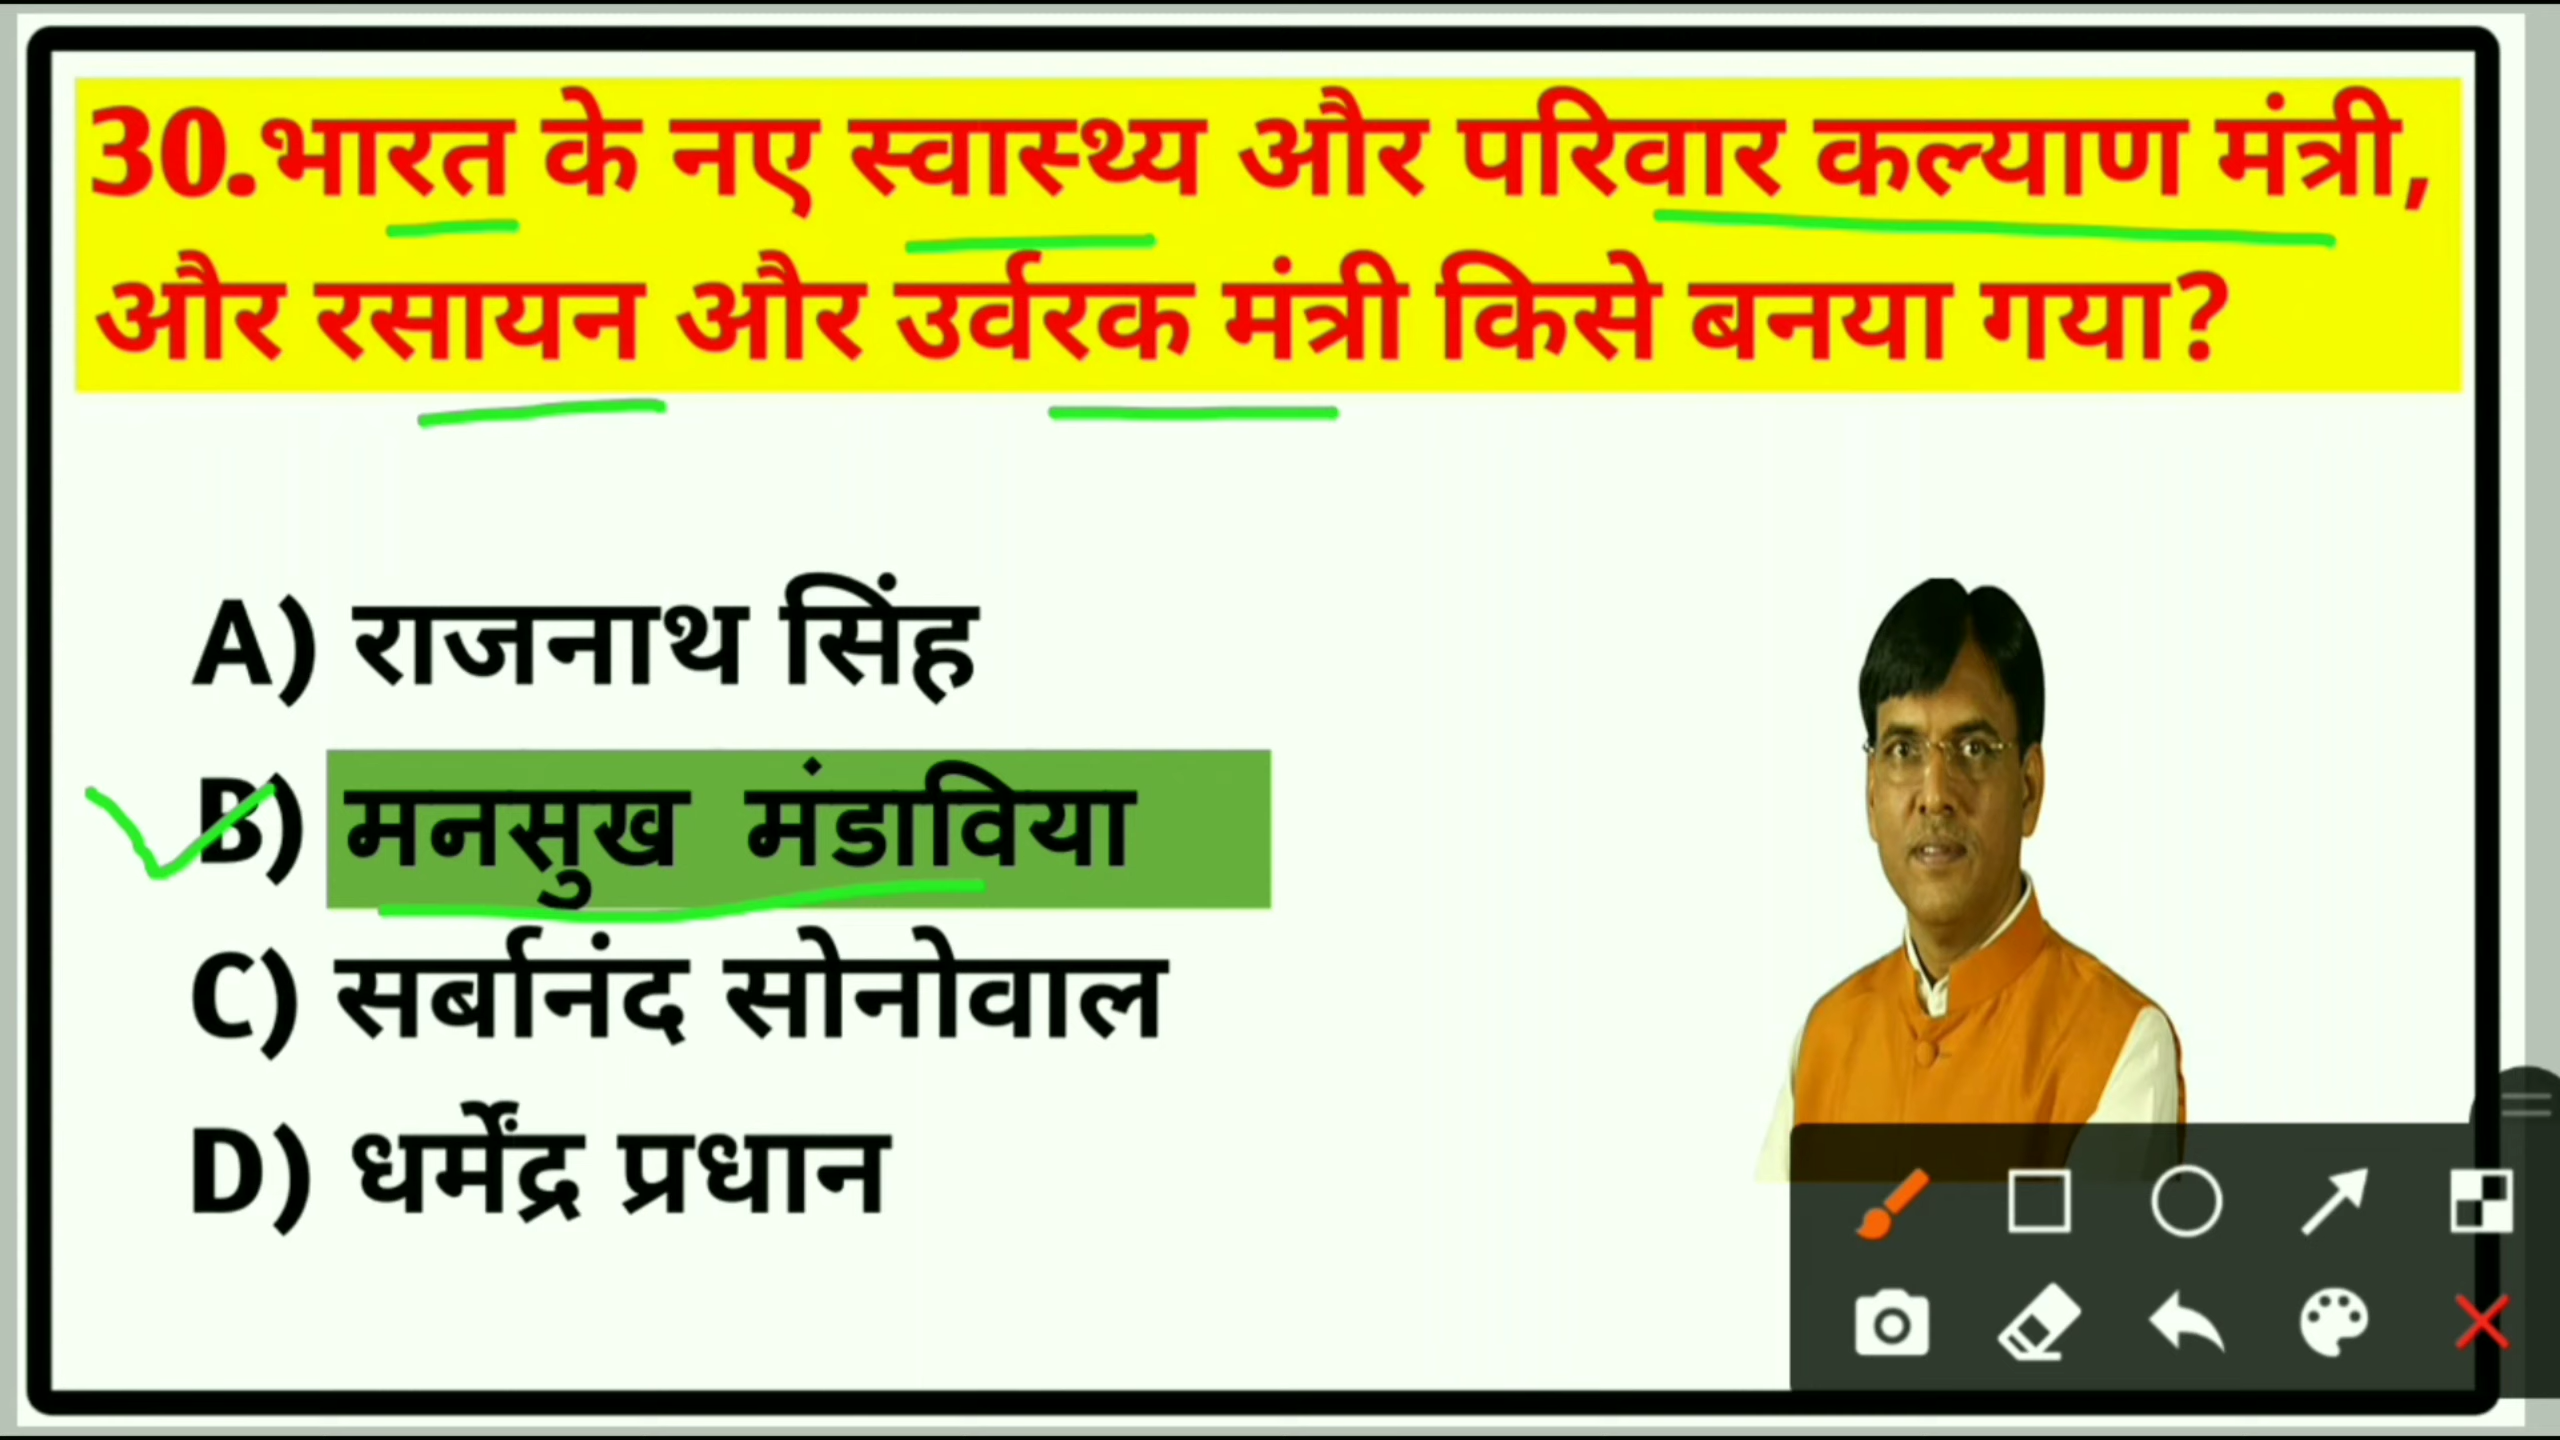 30.भारत के नए स्वास्थ्य और परिवार कल्याण मंत्री,
और रसायन और उर्वरक मंत्री किसे बनया गया?
A) राजनाथ सिंह
B) मनसुख मंडाविया
C) सर्बानंद सोनोवाल
D) धर्मेंद्र प्रधान